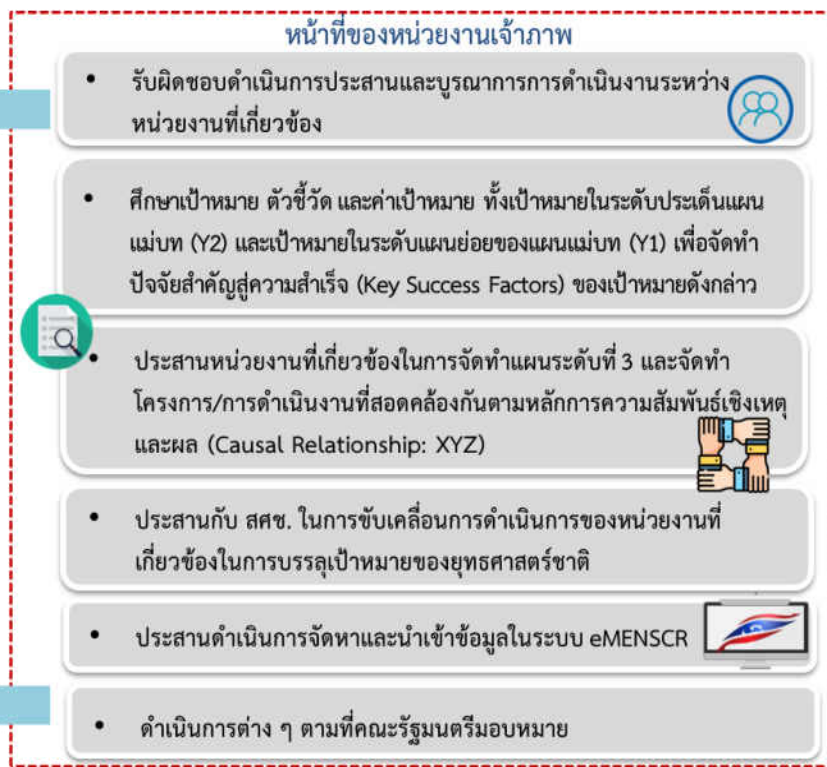 หน้าที่ของหน่วยงานเจ้าภาพ
• รับผิดชอบดำเนินการประสานและบูรณาการการดำเนินงานระหว่าง
หน่วยงานที่เกี่ยวข้อง
• ศึกษาเป้าหมาย ตัวชี้วัด และค่าเป้าหมาย ทั้งเป้าหมายในระดับประเด็นแผน
แม่บท (Y2) และเป้าหมายในระดับแผนย่อยของแผนแม่บท (Y1) เพื่อจัดทำ
ปัจจัยสำคัญสู่ความสำเร็จ (Key Success Factors) ของเป้าหมายดังกล่าว
• ประสานหน่วยงานที่เกี่ยวข้องในการจัดทำแผนระดับที่ 3 และจัดทำ
โครงการ/การดำเนินงานที่สอดคล้องกันตามหลักการความสัมพันธ์เชิงเหตุ
และผล (Causal Relationship: XYZ)
• ประสานกับ สศช. ในการขับเคลื่อนการดำเนินการของหน่วยงานที่
เกี่ยวข้องในการบรรลุเป้าหมายของยุทธศาสตร์ชาติ
• ประสานดำเนินการจัดหาและนำเข้าข้อมูลในระบบ eMENSCR
• ดำเนินการต่าง ๆ ตามที่คณะรัฐมนตรีมอบหมาย